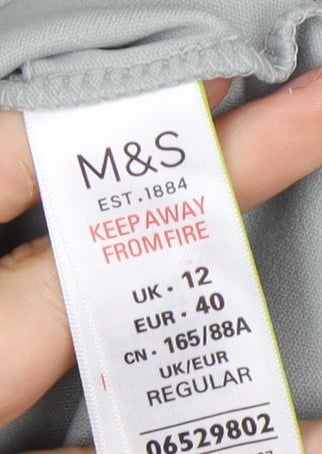 M&S
EST. 1884
KEEP AWAY
FROM FIRE
UK · 12
EUR · 40
CN · 165/88A
UK/EUR
REGULAR
06529802